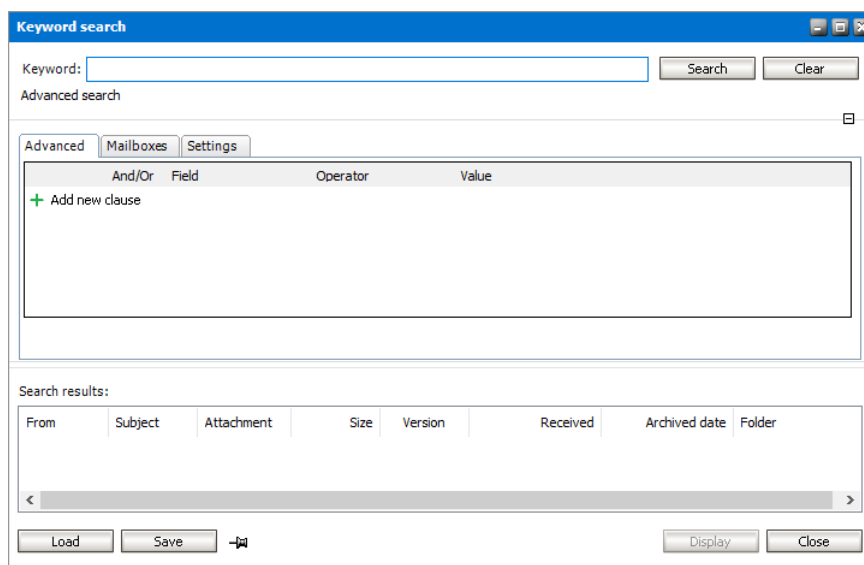 Keyword search
Keyword: Search Clear
Advanced search
Advanced Mailboxes Settings
And/Or Field Operator Value
+ Add new clause
Search results:
From Subject Attachment Size Version Received Archived date Folder
Load Save Display Close